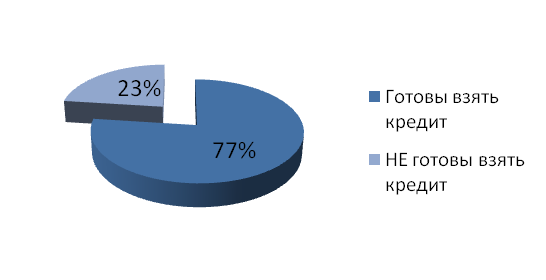 23%
77%
Готовы взять
кредит
НЕ готовы взять
кредит